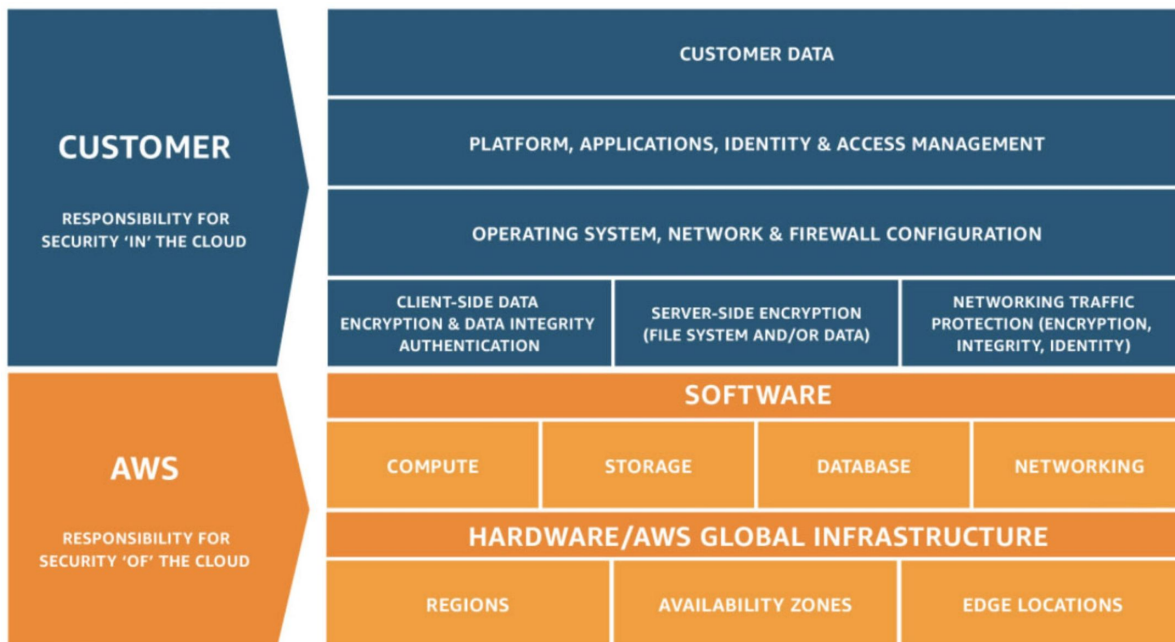 CUSTOMER
RESPONSIBILITY FOR
SECURITY ‘IN’ THE CLOUD
CUSTOMER DATA
PLATFORM, APPLICATIONS, IDENTITY & ACCESS MANAGEMENT
OPERATING SYSTEM, NETWORK & FIREWALL CONFIGURATION
CLIENT-SIDE DATA
ENCRYPTION & DATA INTEGRITY
AUTHENTICATION
SERVER-SIDE ENCRYPTION
(FILE SYSTEM AND/OR DATA)
NETWORKING TRAFFIC
PROTECTION (ENCRYPTION,
INTEGRITY, IDENTITY)
AWS
RESPONSIBILITY FOR
SECURITY ‘OF’ THE CLOUD
SOFTWARE
COMPUTE
STORAGE
DATABASE
NETWORKING
HARDWARE/AWS GLOBAL INFRASTRUCTURE
REGIONS
AVAILABILITY ZONES
EDGE LOCATIONS